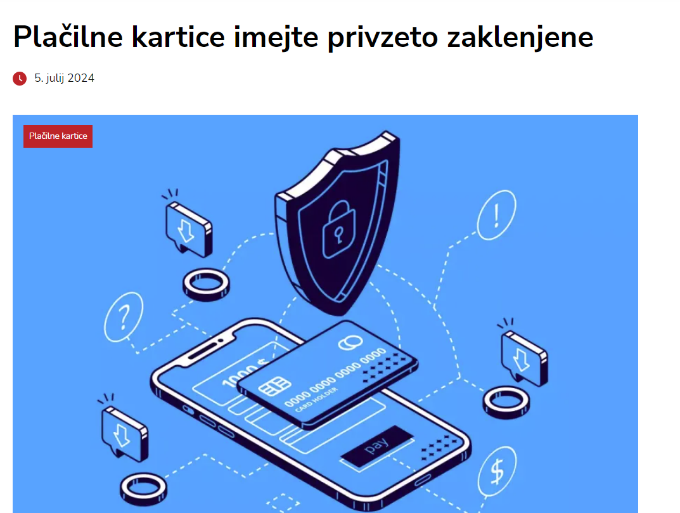 Plačilne kartice imejte privzeto zaklenjene
5. julij 2024
Plačilne kartice
!
?
1000 $
0000 0000 0000 0000
CARD HOLDER
pay
$